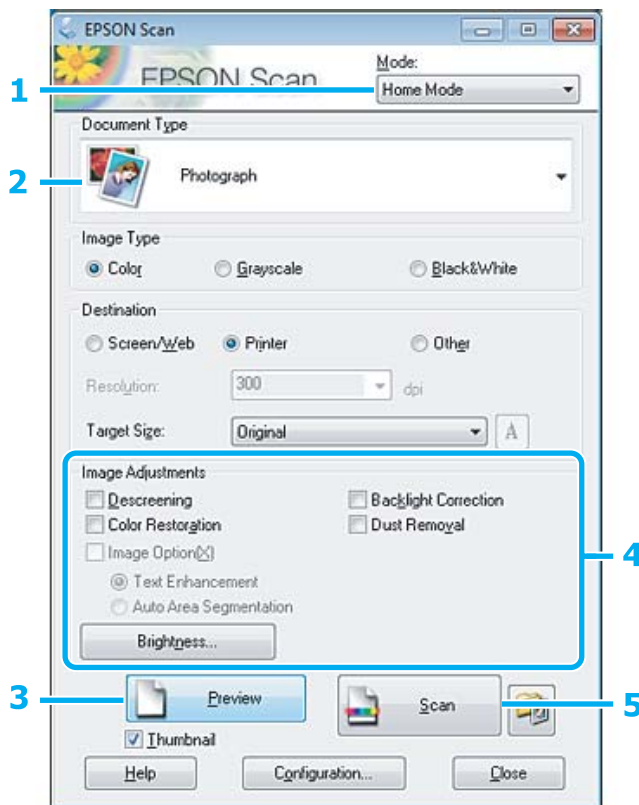 EPSON Scan
EPSON Scan
Mode:
1
Home Mode
Document Type
2
Photograph
Image Type
Color Grayscale Black&White
Destination
Screen/Web Printer Other
Resolution: 300 dpi
Target Size: Original A
Image Adjustments
Descreening Backlight Correction
Color Restoration Dust Removal
Image Option(X)
4
Text Enhancement
Auto Area Segmentation
Brightness...
3 Preview Scan 5
Thumbnail
Help Configuration... Close